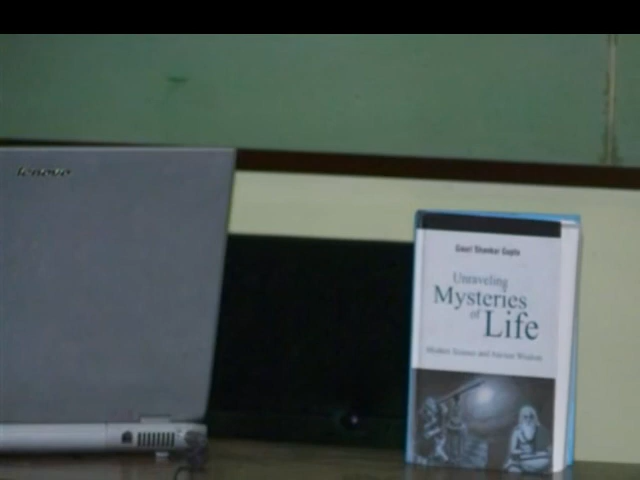 lenovo
Gauri Shankar Gupta
Unraveling
Mysteries
of
Life
Modern Science and Ancient Wisdom